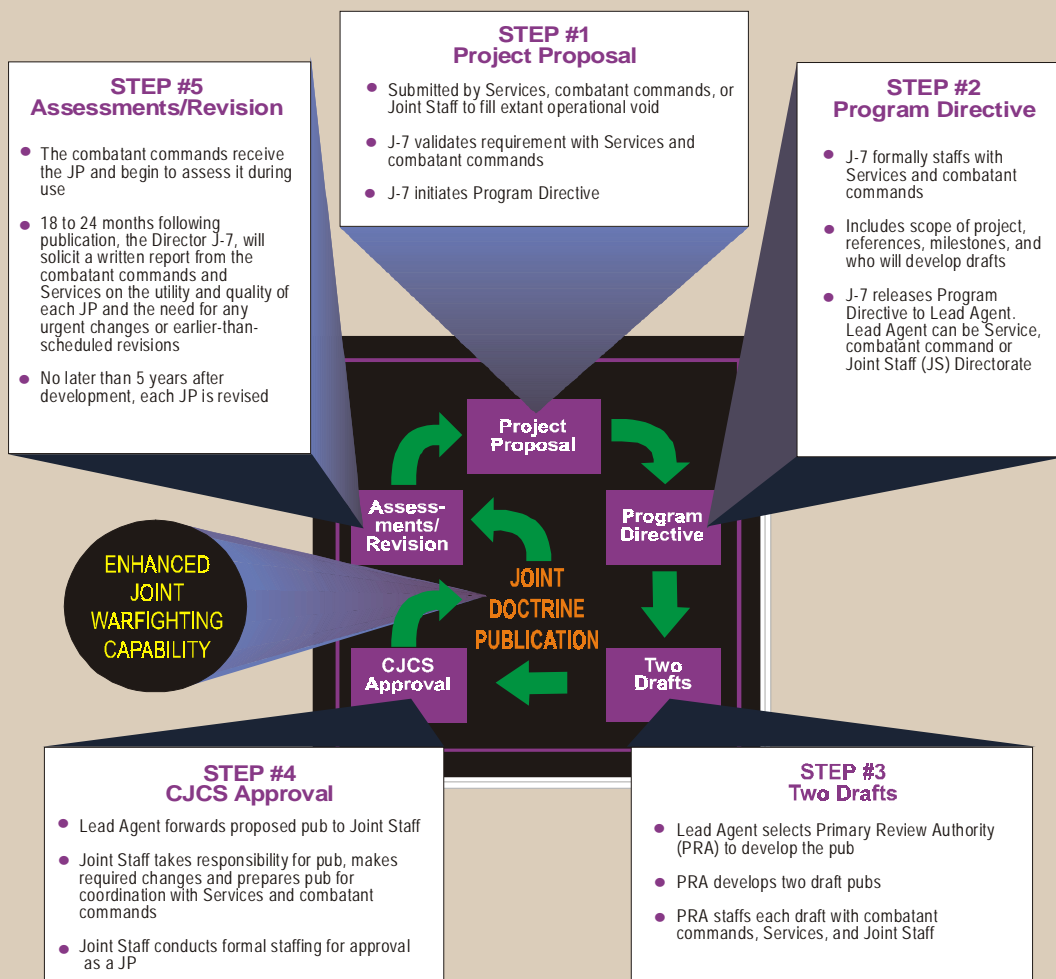 STEP #1
Project Proposal
● Submitted by Services, combatant commands, or
Joint Staff to fill extant operational void
● J-7 validates requirement with Services and
combatant commands
● J-7 initiates Program Directive
STEP #5
Assessments/Revision
● The combatant commands receive
the JP and begin to assess it during
use
● 18 to 24 months following
publication, the Director J-7, will
solicit a written report from the
combatant commands and
Services on the utility and quality of
each JP and the need for any
urgent changes or earlier-than-
scheduled revisions
● No later than 5 years after
development, each JP is revised
STEP #2
Program Directive
● J-7 formally staffs with
Services and combatant
commands
● Includes scope of project,
references, milestones, and
who will develop drafts
● J-7 releases Program
Directive to Lead Agent.
Lead Agent can be Service,
combatant command or
Joint Staff (JS) Directorate
Project
Proposal
Assess-
ments/
Revision
Program
Directive
ENHANCED
JOINT
WARFIGHTING
CAPABILITY
JOINT
DOCTRINE
PUBLICATION
CJCS
Approval
Two
Drafts
STEP #4
CJCS Approval
● Lead Agent forwards proposed pub to Joint Staff
● Joint Staff takes responsibility for pub, makes
required changes and prepares pub for
coordination with Services and combatant
commands
● Joint Staff conducts formal staffing for approval
as a JP
STEP #3
Two Drafts
● Lead Agent selects Primary Review Authority
(PRA) to develop the pub
● PRA develops two draft pubs
● PRA staffs each draft with combatant
commands, Services, and Joint Staff